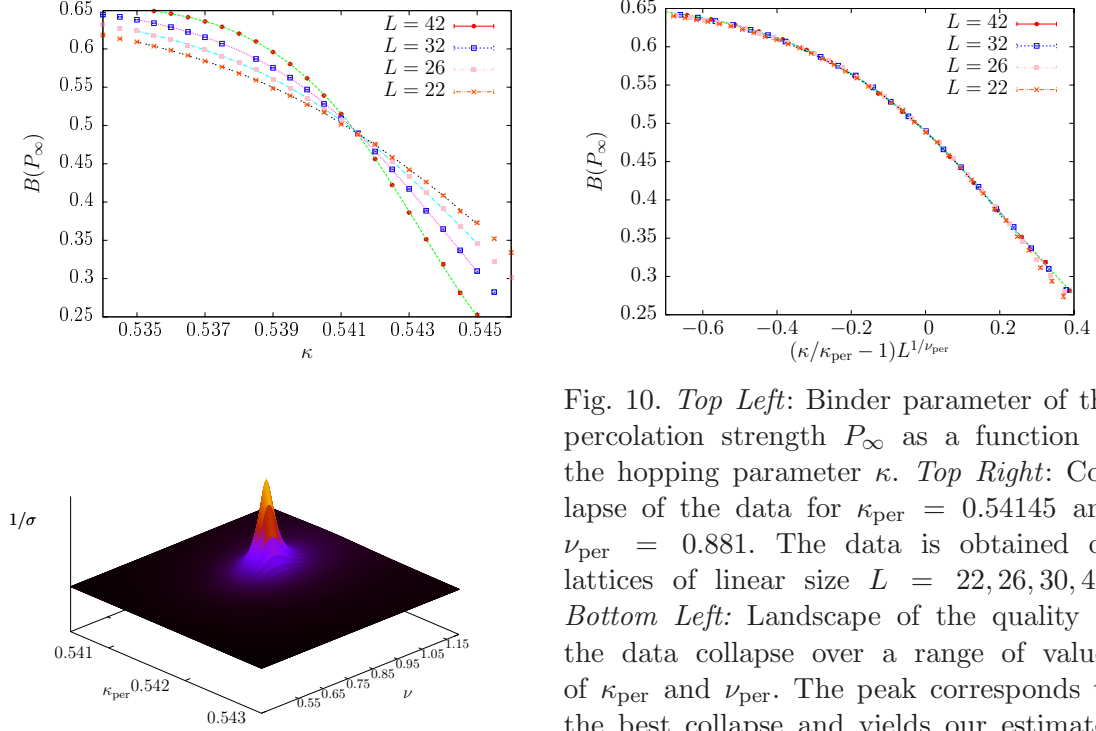 0.65
0.6
0.55
0.5
0.45
0.4
0.35
0.3
0.25
B(P∞)
L = 42
L = 32
L = 26
L = 22
0.535 0.537 0.539 0.541 0.543 0.545
κ
0.65
0.6
0.55
0.5
0.45
0.4
0.35
0.3
0.25
B(P∞)
L = 42
L = 32
L = 26
L = 22
−0.6 −0.4 −0.2 0 0.2 0.4
(κ/κper − 1)L^1/νper
1/σ
0.541
0.542
0.543
κper
0.55
0.65
0.75
0.85
0.95
1.05
1.15
ν
Fig. 10. Top Left: Binder parameter of th
percolation strength P∞ as a function
the hopping parameter κ. Top Right: Co
lapse of the data for κper = 0.54145 an
νper = 0.881. The data is obtained o
lattices of linear size L = 22, 26, 30, 4
Bottom Left: Landscape of the quality
the data collapse over a range of value
of κper and νper. The peak corresponds t
the best collapse and yields our estimate